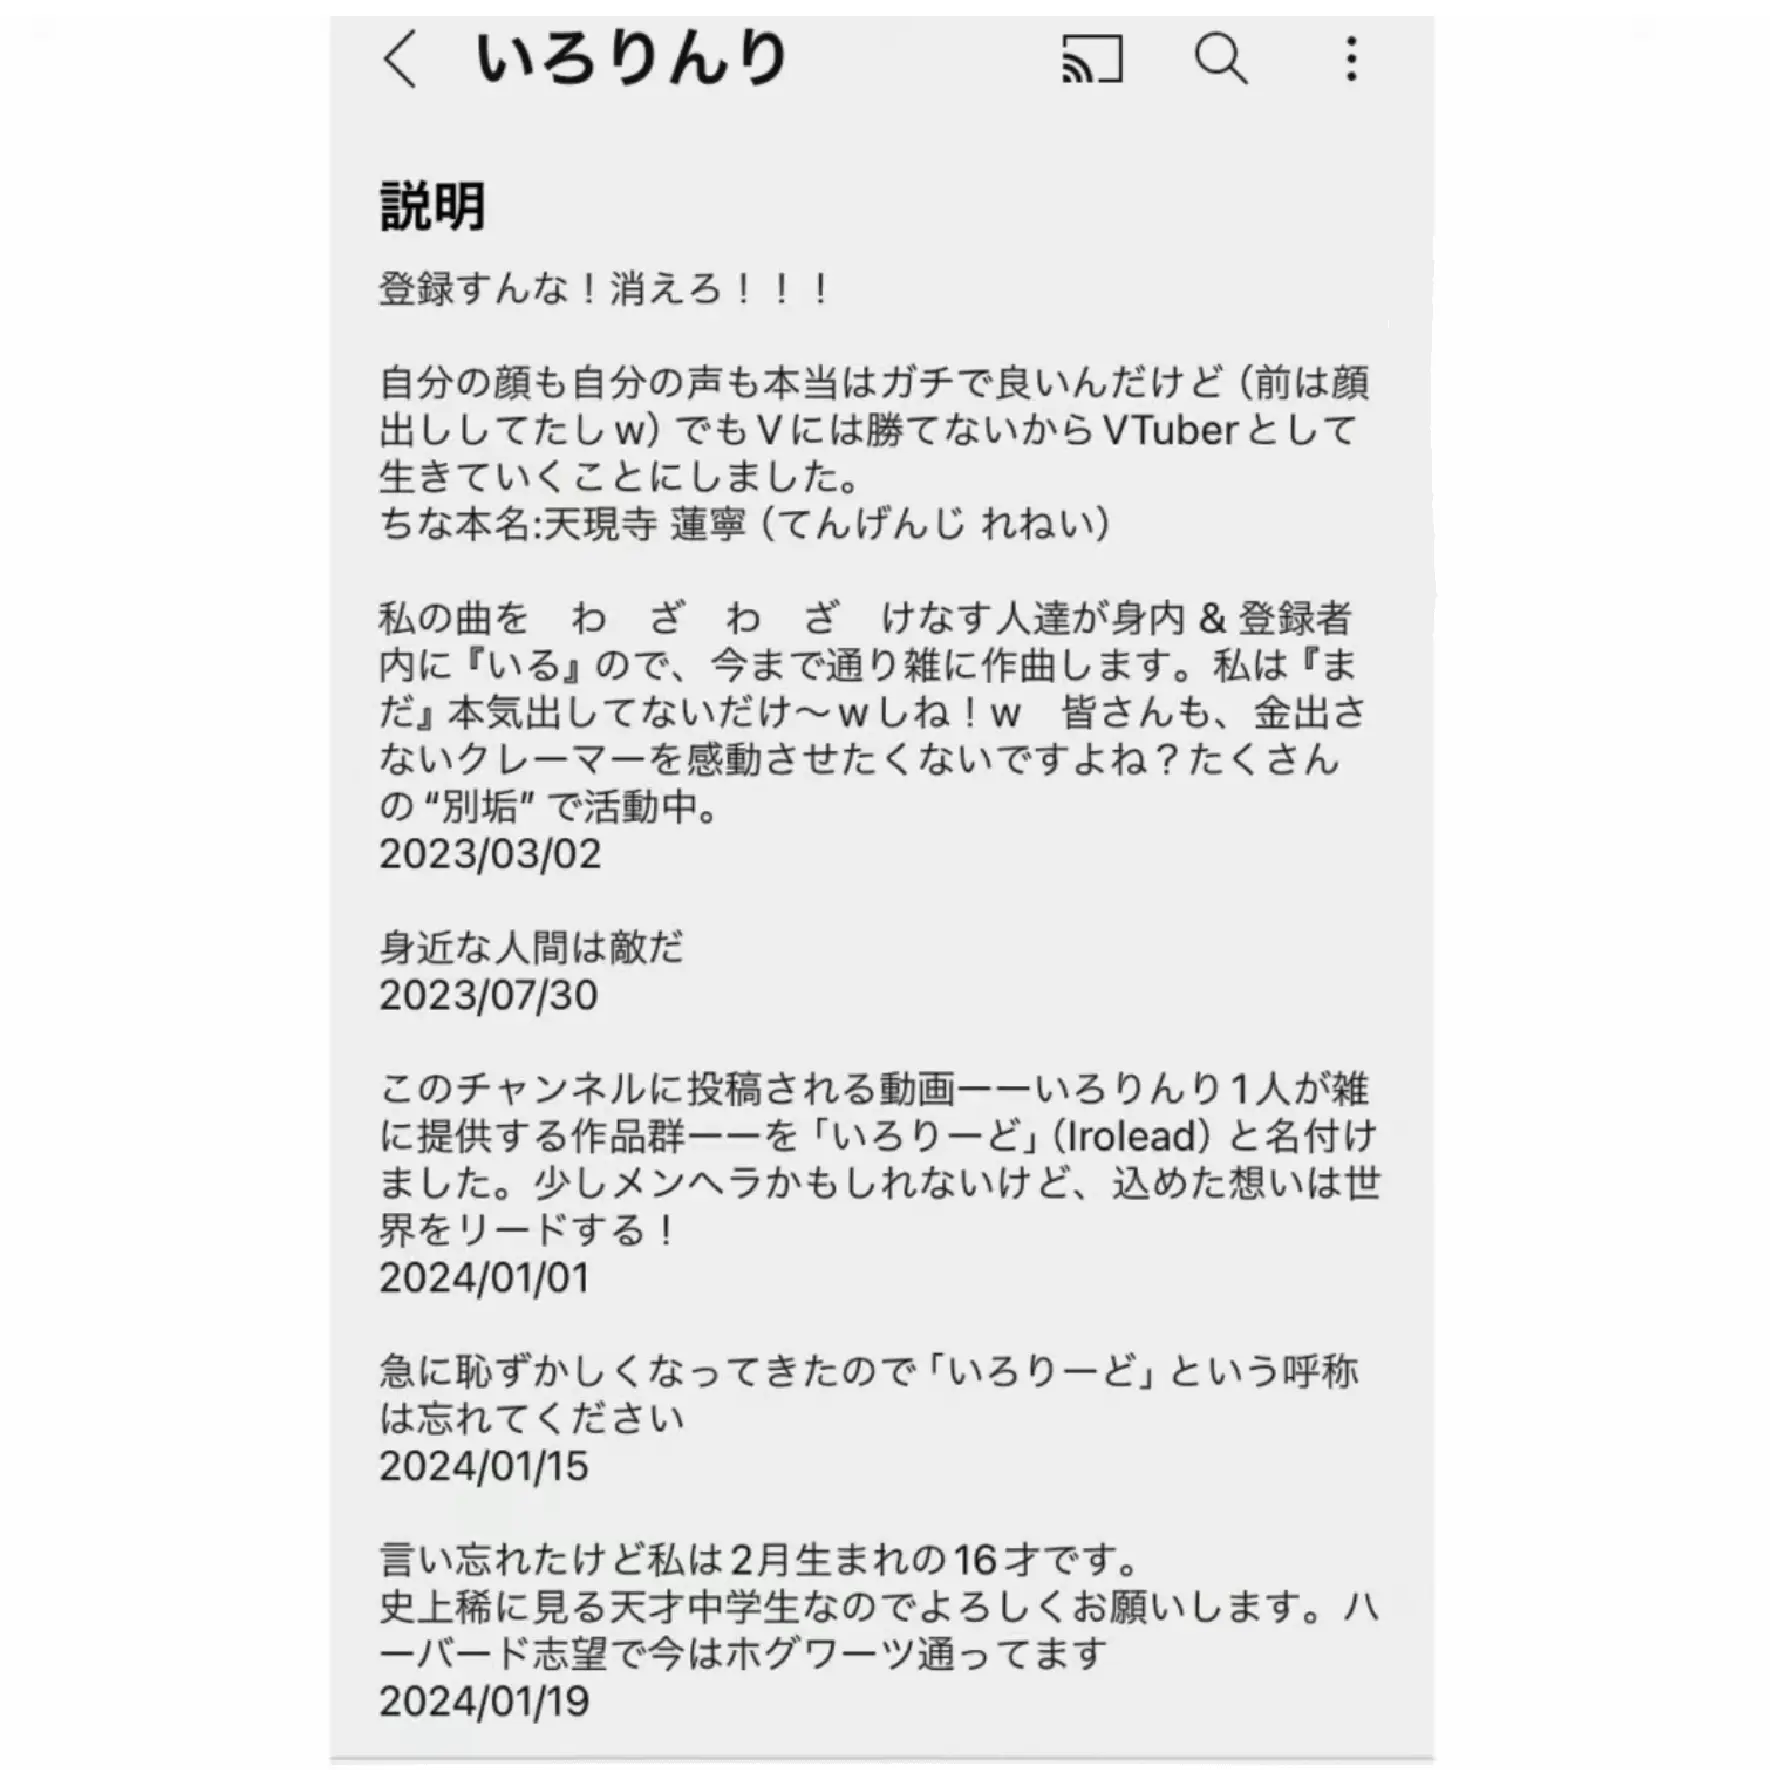 いろりんり
説明
登録すんな！消えろ！！！
自分の顔も自分の声も本当はガチで良いんだけど（前は顔
出ししてたしw）でもVには勝てないからVTuberとして
生きていくことにしました。
ちな本名:天現寺 蓮寧（てんげんじ れねい）
私の曲を　わ　ざ　わ　ざ　けなす人達が身内 & 登録者
内に『いる』ので、今まで通り雑に作曲します。私は『ま
だ』本気出してないだけ〜wしね！w　皆さんも、金出さ
ないクレーマーを感動させたくないですよね？たくさん
の “別垢” で活動中。
2023/03/02
身近な人間は敵だ
2023/07/30
このチャンネルに投稿される動画ーーいろりんり1人が雑
に提供する作品群ーーを「いろりーど」（Irolead）と名付け
ました。少しメンヘラかもしれないけど、込めた想いは世
界をリードする！
2024/01/01
急に恥ずかしくなってきたので「いろりーど」という呼称
は忘れてください
2024/01/15
言い忘れたけど私は2月生まれの16才です。
史上稀に見る天才中学生なのでよろしくお願いします。ハ
ーバード志望で今はホグワーツ通ってます
2024/01/19